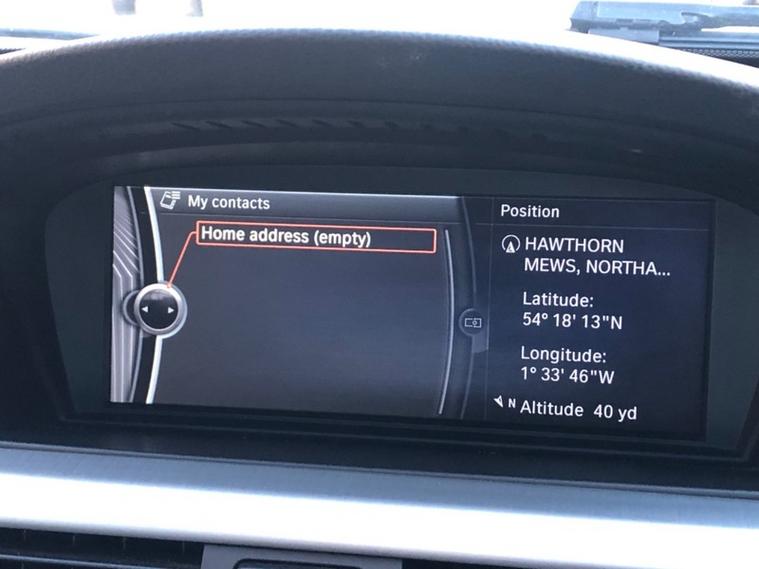 My contacts
Home address (empty)
Position
HAWTHORN
MEWS, NORTHA...
Latitude:
54° 18' 13"N
Longitude:
1° 33' 46"W
N Altitude 40 yd